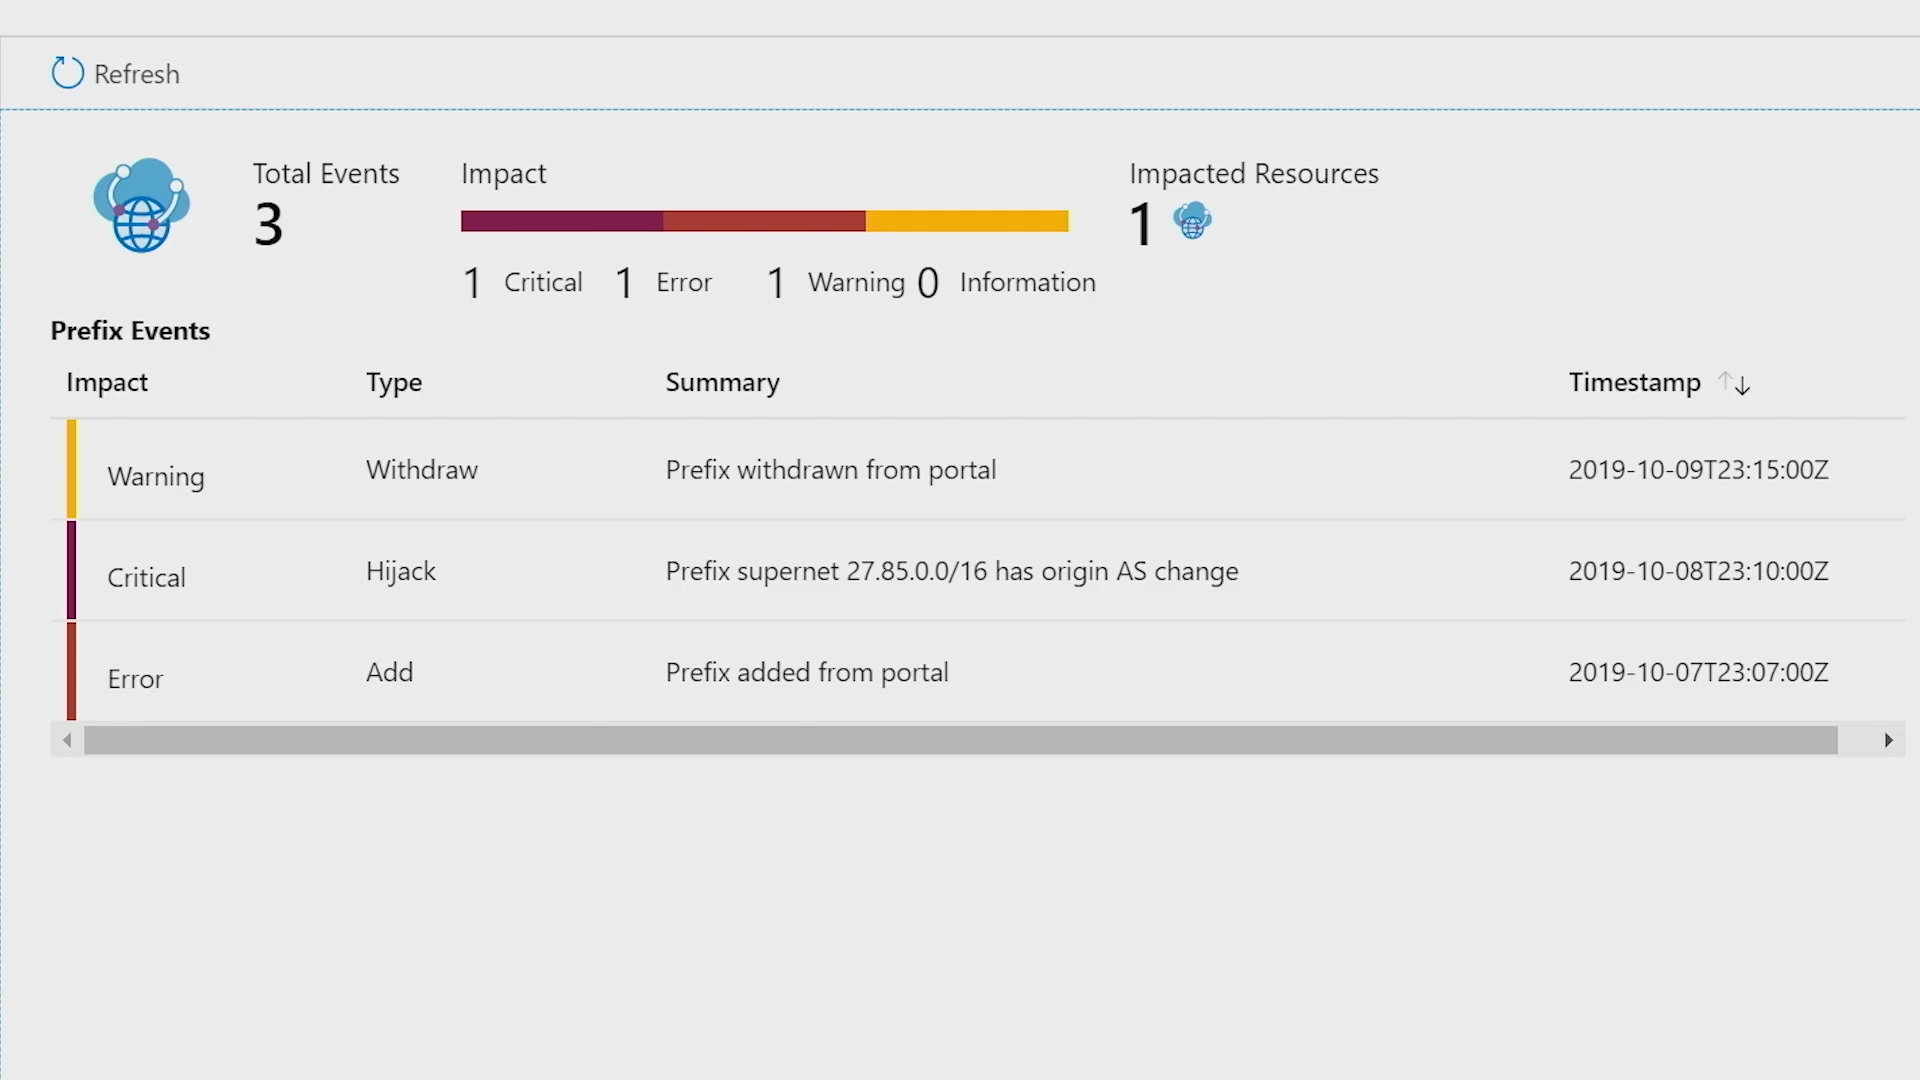 Refresh
Total Events
Impact
Impacted Resources
3
1
1 Critical 1 Error 1 Warning 0 Information
Prefix Events
Impact Type Summary Timestamp
Warning Withdraw Prefix withdrawn from portal 2019-10-09T23:15:00Z
Critical Hijack Prefix supernet 27.85.0.0/16 has origin AS change 2019-10-08T23:10:00Z
Error Add Prefix added from portal 2019-10-07T23:07:00Z